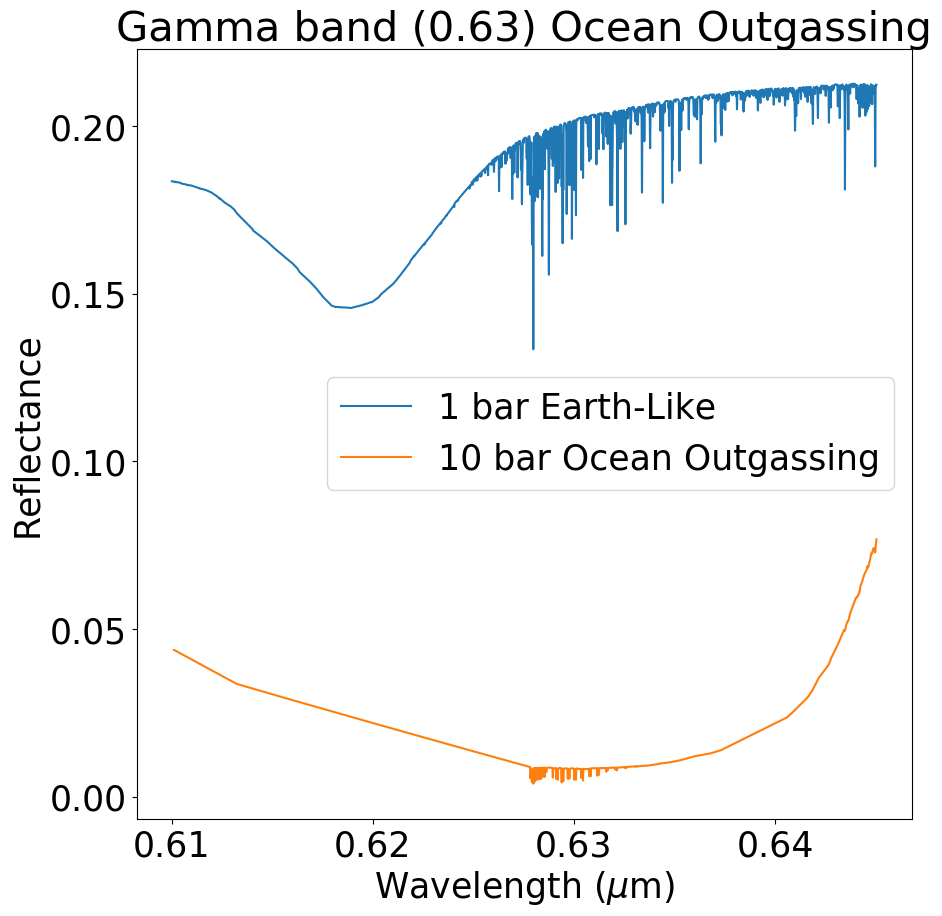 Gamma band (0.63) Ocean Outgassing
Reflectance
0.20
0.15
0.10
0.05
0.00
1 bar Earth-Like
10 bar Ocean Outgassing
0.61 0.62 0.63 0.64
Wavelength (μm)